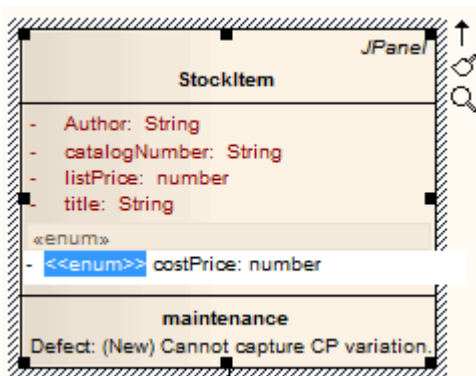 JPanel
StockItem
- Author: String
- catalogNumber: String
- listPrice: number
- title: String
«enum»
- <<enum>> costPrice: number
maintenance
Defect: (New) Cannot capture CP variation.